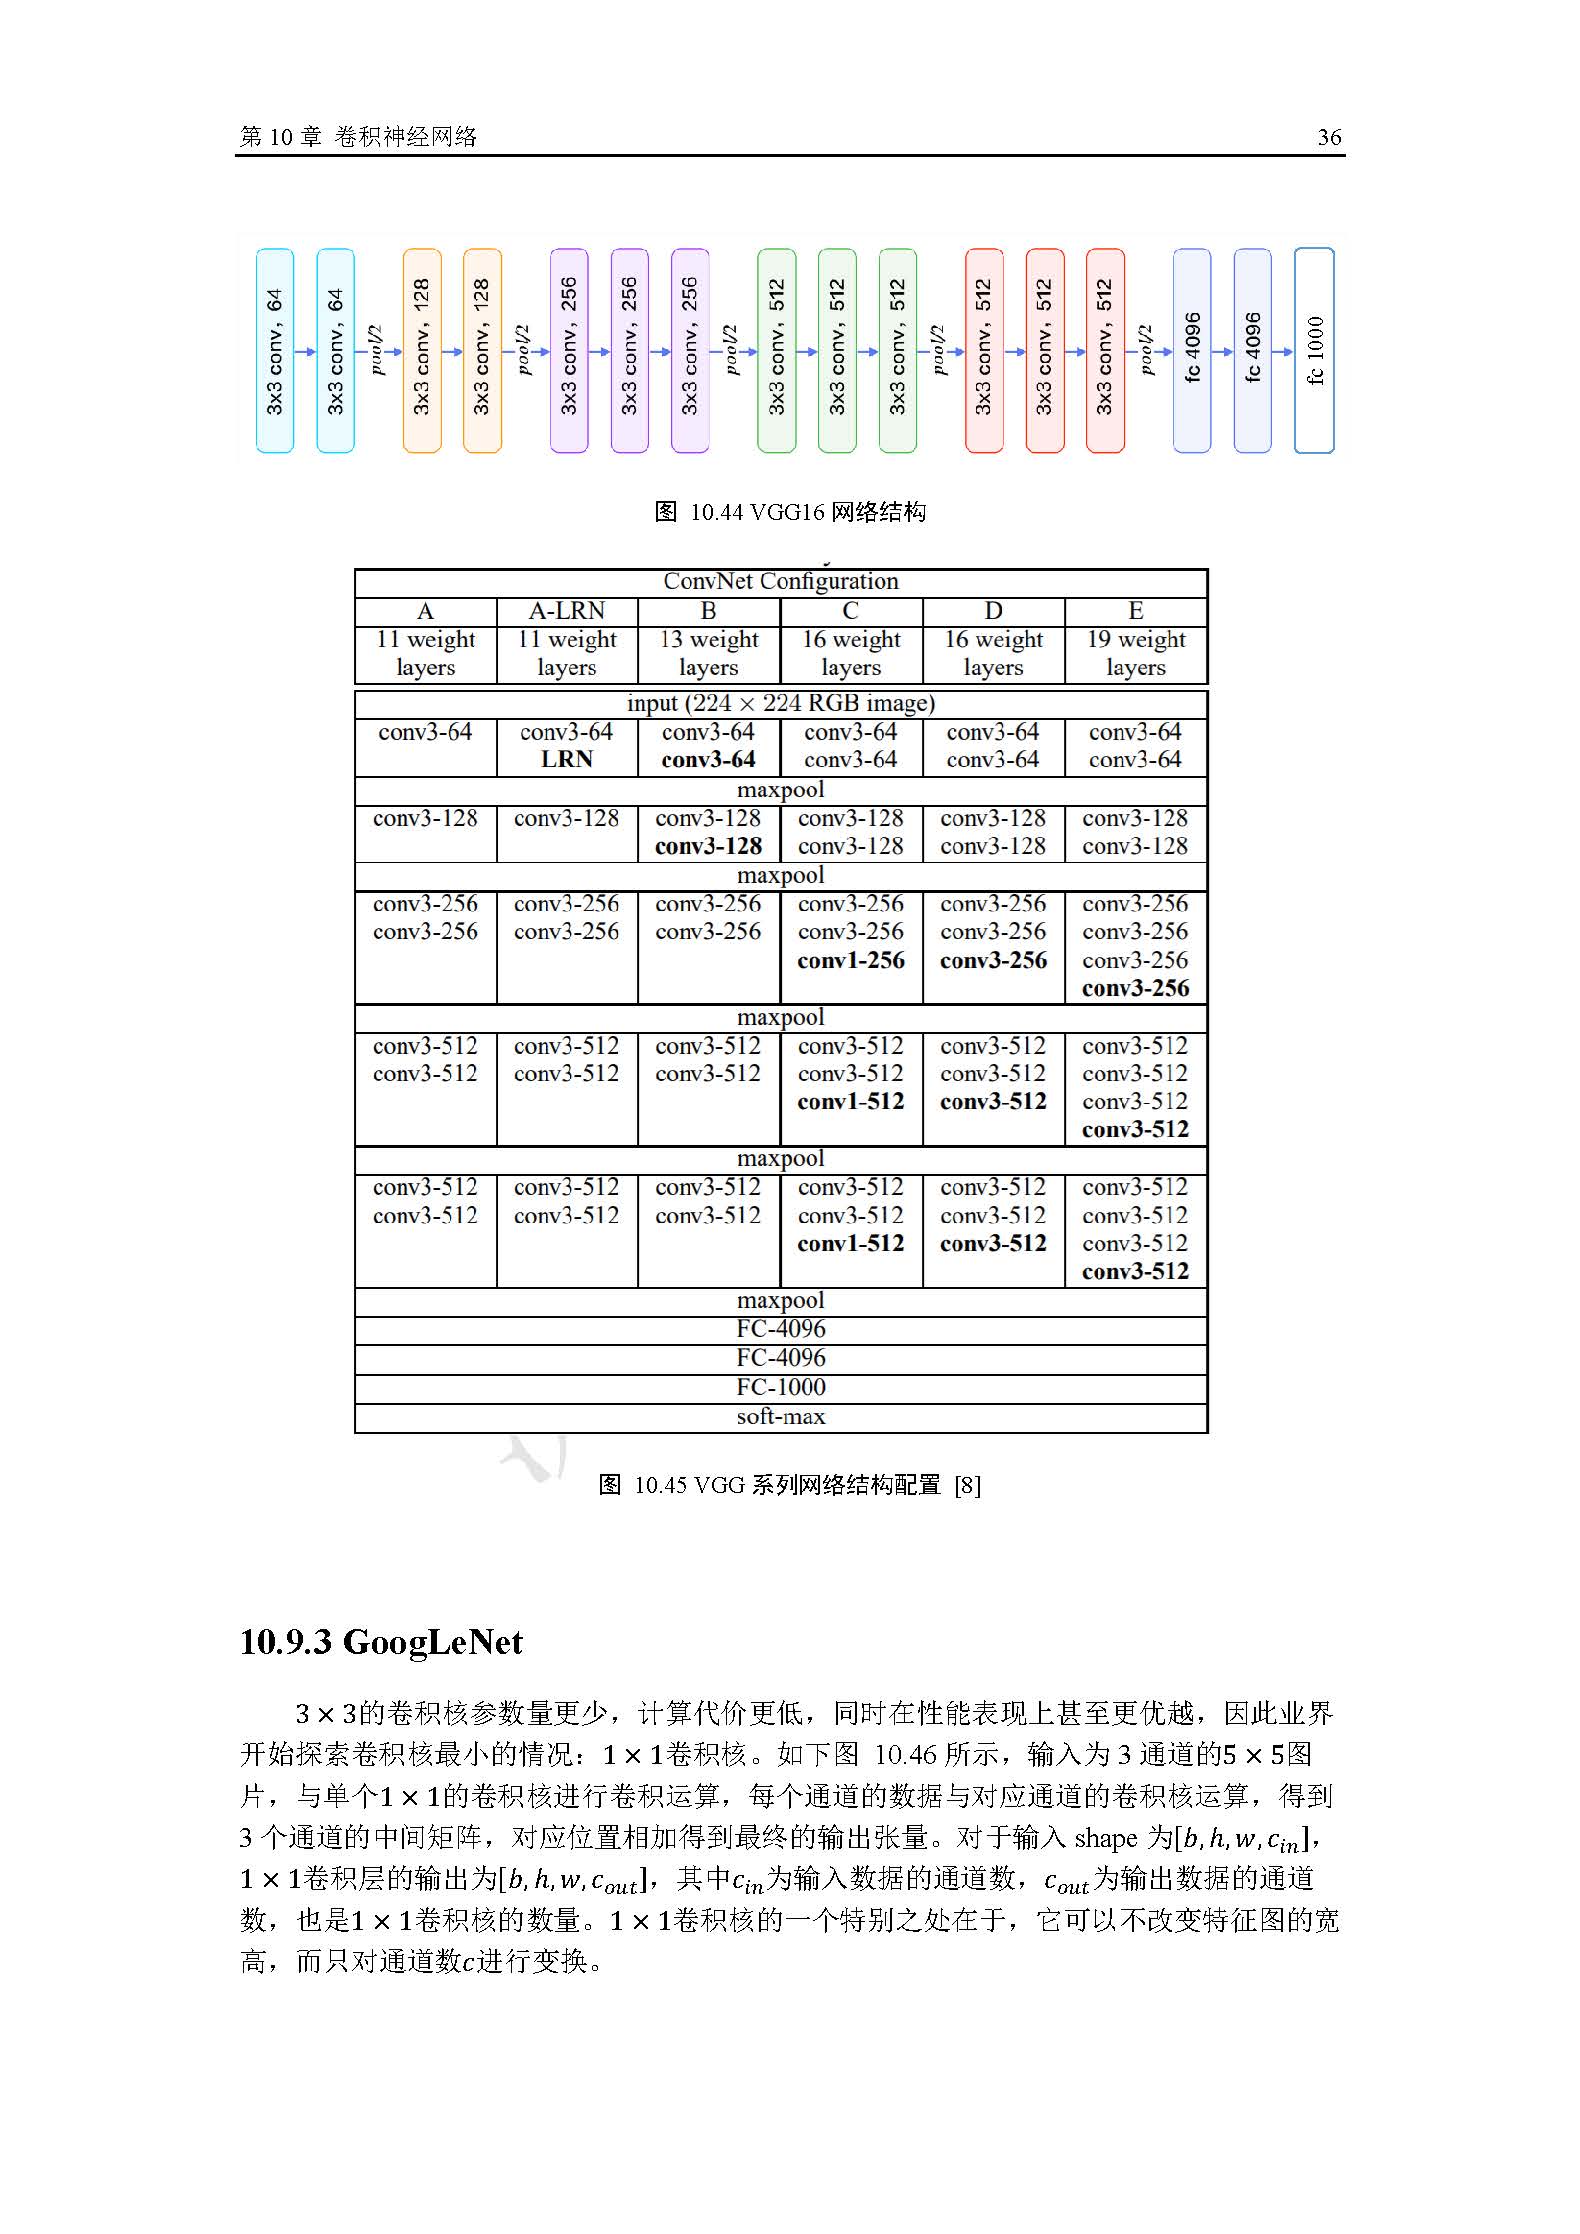 第 10 章 卷积神经网络 36
3x3 conv, 64
3x3 conv, 64
pool/2
3x3 conv, 128
3x3 conv, 128
pool/2
3x3 conv, 256
3x3 conv, 256
3x3 conv, 256
pool/2
3x3 conv, 512
3x3 conv, 512
3x3 conv, 512
pool/2
3x3 conv, 512
3x3 conv, 512
3x3 conv, 512
pool/2
fc 4096
fc 4096
fc 1000
图 10.44 VGG16 网络结构
ConvNet Configuration
A A-LRN B C D E
11 weight 11 weight 13 weight 16 weight 16 weight 19 weight
layers layers layers layers layers layers
input (224 × 224 RGB image)
conv3-64 conv3-64 conv3-64 conv3-64 conv3-64 conv3-64
LRN conv3-64 conv3-64 conv3-64 conv3-64
maxpool
conv3-128 conv3-128 conv3-128 conv3-128 conv3-128 conv3-128
conv3-128 conv3-128 conv3-128 conv3-128
maxpool
conv3-256 conv3-256 conv3-256 conv3-256 conv3-256 conv3-256
conv3-256 conv3-256 conv3-256 conv3-256 conv3-256 conv3-256
conv1-256 conv3-256 conv3-256
conv3-256
maxpool
conv3-512 conv3-512 conv3-512 conv3-512 conv3-512 conv3-512
conv3-512 conv3-512 conv3-512 conv3-512 conv3-512 conv3-512
conv1-512 conv3-512 conv3-512
conv3-512
maxpool
conv3-512 conv3-512 conv3-512 conv3-512 conv3-512 conv3-512
conv3-512 conv3-512 conv3-512 conv3-512 conv3-512 conv3-512
conv1-512 conv3-512 conv3-512
conv3-512
maxpool
FC-4096
FC-4096
FC-1000
soft-max
图 10.45 VGG 系列网络结构配置 [8]
10.9.3 GoogLeNet
3 × 3的卷积核参数量更少，计算代价更低，同时在性能表现上甚至更优越，因此业界
开始探索卷积核最小的情况：1 × 1卷积核。如下图 10.46 所示，输入为 3 通道的5 × 5图
片，与单个1 × 1的卷积核进行卷积运算，每个通道的数据与对应通道的卷积核运算，得到
3 个通道的中间矩阵，对应位置相加得到最终的输出张量。对于输入 shape 为[b, h, w, c_in]，
1 × 1卷积层的输出为[b, h, w, c_out]，其中c_in为输入数据的通道数，c_out为输出数据的通道
数，也是1 × 1卷积核的数量。1 × 1卷积核的一个特别之处在于，它可以不改变特征图的宽
高，而只对通道数c进行变换。